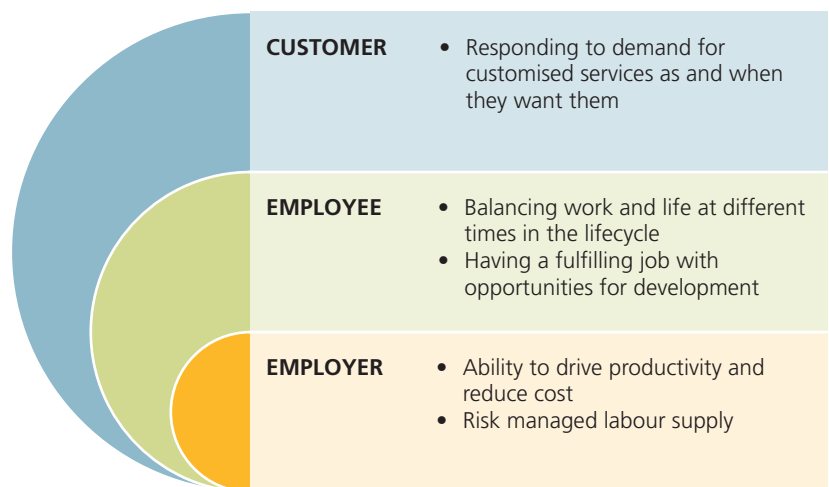 CUSTOMER
• Responding to demand for
customised services as and when
they want them
EMPLOYEE
• Balancing work and life at different
times in the lifecycle
• Having a fulfilling job with
opportunities for development
EMPLOYER
• Ability to drive productivity and
reduce cost
• Risk managed labour supply